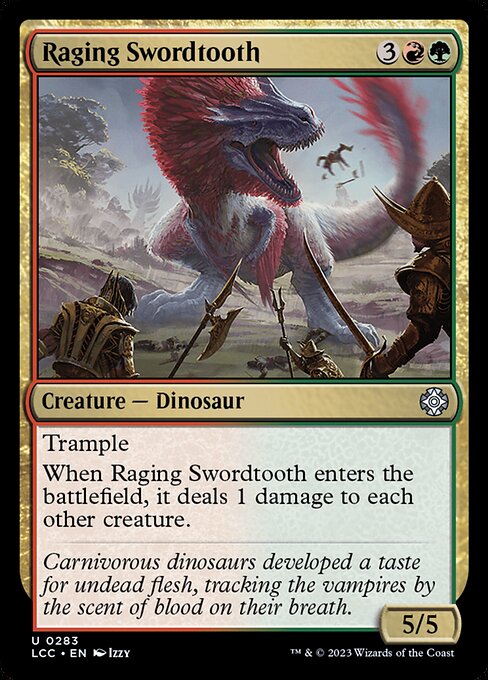 Raging Swordtooth 3
Creature — Dinosaur
Trample
When Raging Swordtooth enters the
battlefield, it deals 1 damage to each
other creature.
Carnivorous dinosaurs developed a taste
for undead flesh, tracking the vampires by
the scent of blood on their breath.
5/5
U 0283
LCC • EN Izzy
™ & © 2023 Wizards of the Coast